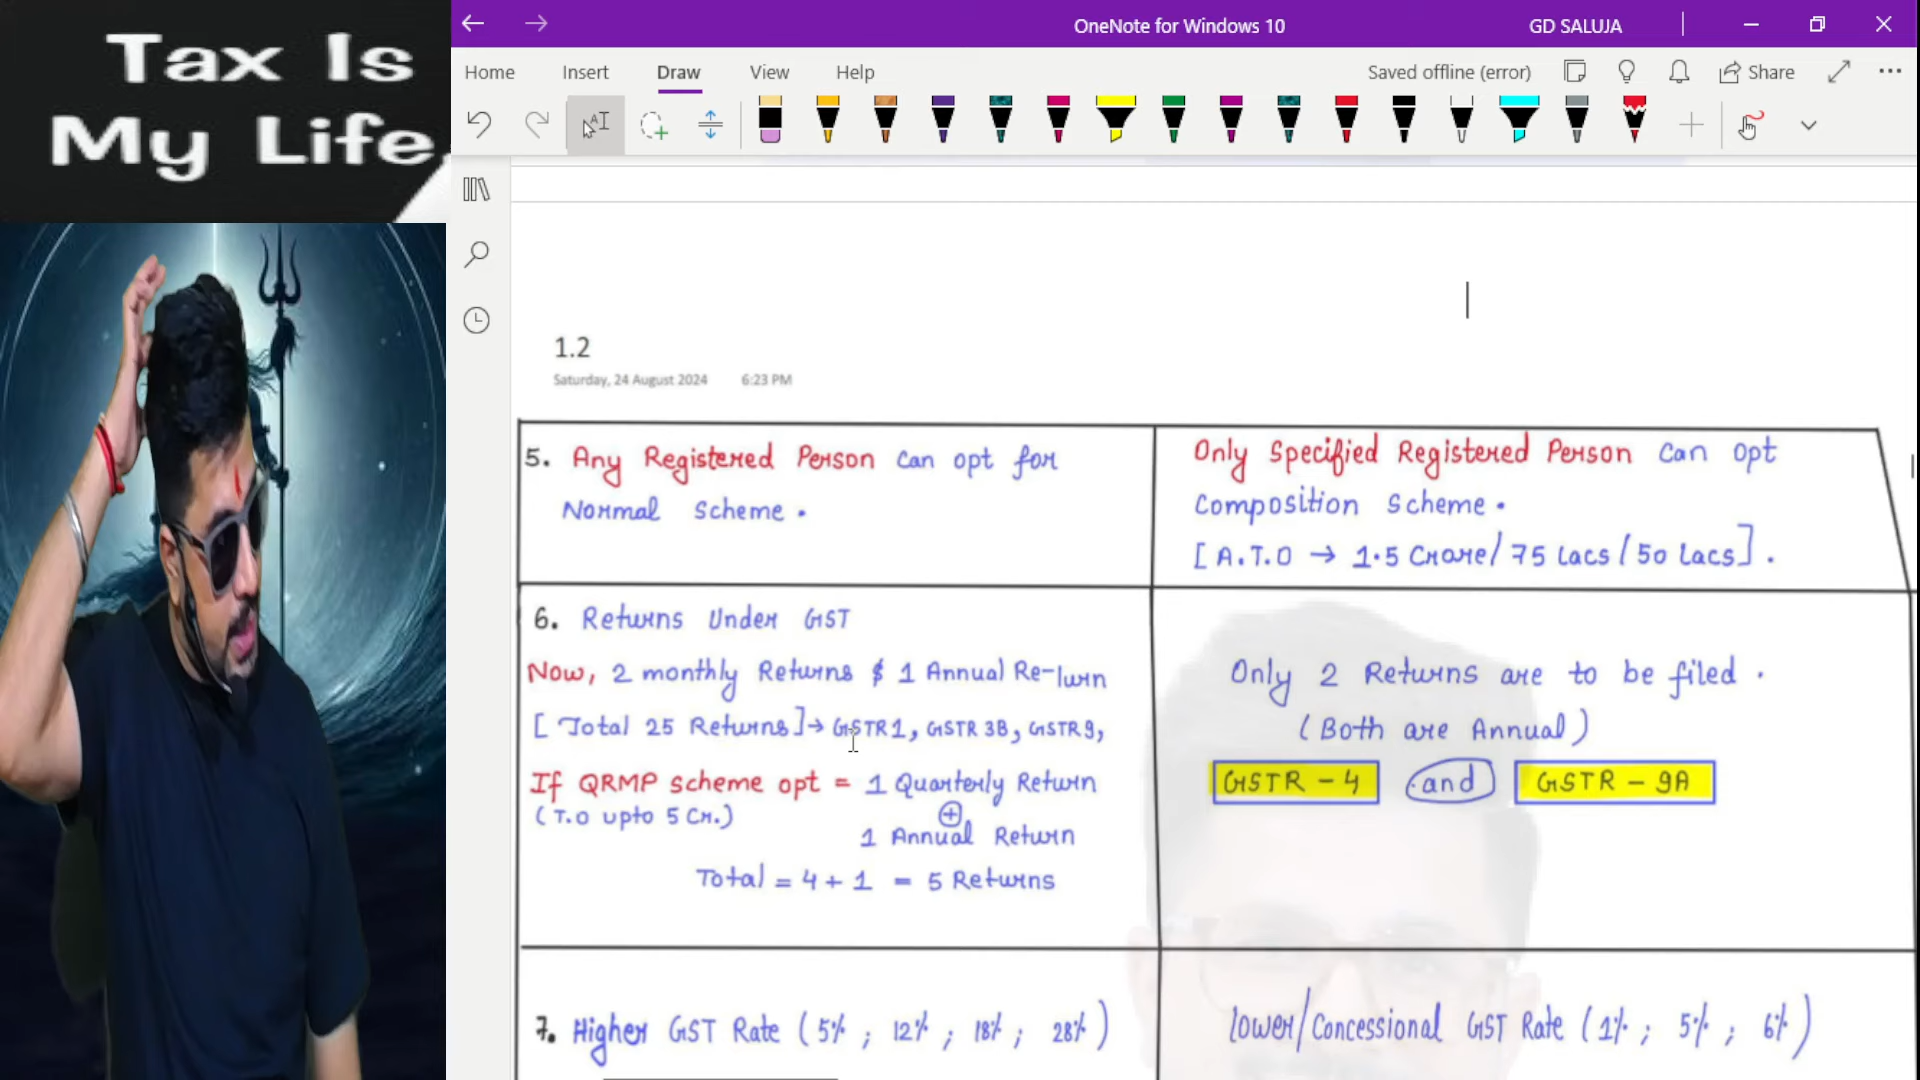 Tax Is
My Life,
OneNote for Windows 10
GD SALUJA
Home Insert Draw View Help
Saved offline (error)
Share
1.2
Saturday, 24 August 2024 6:23 PM
5. Any Registered Person can opt for
Normal Scheme.
Only Specified Registered Person can opt
Composition Scheme.
[A.T.O → 1.5 Crore/75 Lacs/50 Lacs].
6. Returns Under GST
Now, 2 monthly Returns & 1 Annual Return
[Total 25 Returns] → GSTR1, GSTR 3B, GSTR9,
If QRMP scheme opt = 1 Quarterly Return
(T.O upto 5 Cr.)
+
1 Annual Return
Total = 4 + 1 = 5 Returns
Only 2 Returns are to be filed.
(Both are Annual)
GSTR - 4 and GSTR - 9A
7. Higher GST Rate (5% ; 12% ; 18% ; 28%)
lower/Concessional GST Rate (1% ; 5% ; 6%)